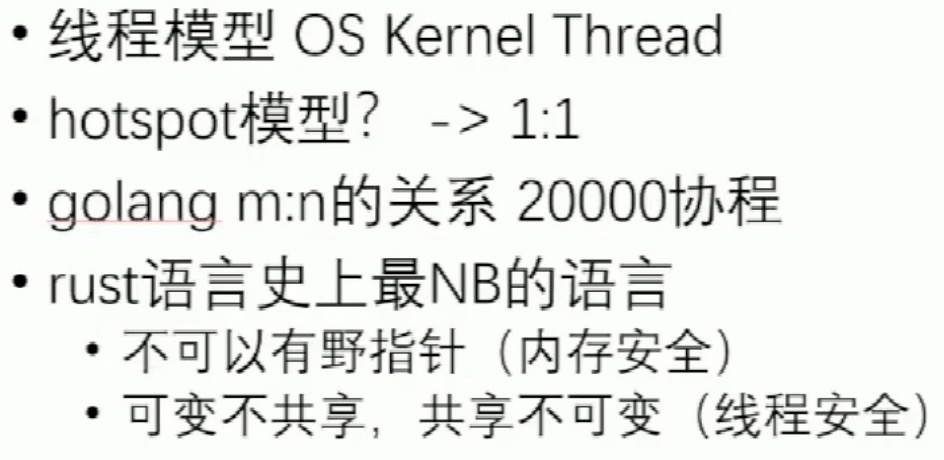 • 线程模型 OS Kernel Thread
• hotspot模型? -> 1:1
• golang m:n的关系 20000协程
• rust语言史上最NB的语言
• 不可以有野指针（内存安全）
• 可变不共享，共享不可变（线程安全）